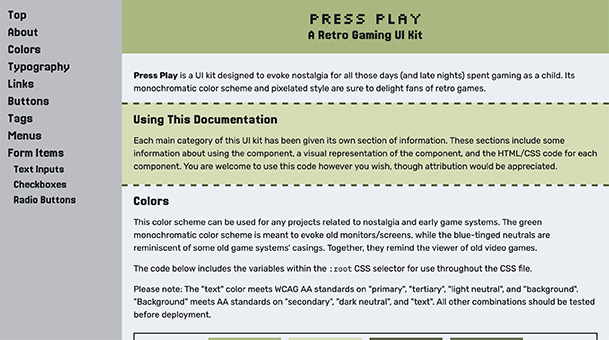 Top
About
Colors
Typography
Links
Buttons
Tags
Menus
Form Items
Text Inputs
Checkboxes
Radio Buttons
PRESS PLAY
A Retro Gaming UI Kit
Press Play is a UI kit designed to evoke nostalgia for all those days (and late nights) spent gaming as a child. Its
monochromatic color scheme and pixelated style are sure to delight fans of retro games.
Using This Documentation
Each main category of this UI kit has been given its own section of information. These sections include some
information about using the component, a visual representation of the component, and the HTML/CSS code for each
component. You are welcome to use this code however you wish, though attribution would be appreciated.
Colors
This color scheme can be used for any projects related to nostalgia and early game systems. The green
monochromatic color scheme is meant to evoke old monitors/screens, while the blue-tinged neutrals are
reminiscent of some old game systems' casings. Together, they remind the viewer of old video games.
The code below includes the variables within the :root CSS selector for use throughout the CSS file.
Please note: The "text" color meets WCAG AA standards on "primary", "tertiary", "light neutral", and "background".
"Background" meets AA standards on "secondary", "dark neutral", and "text". All other combinations should be tested
before deployment.